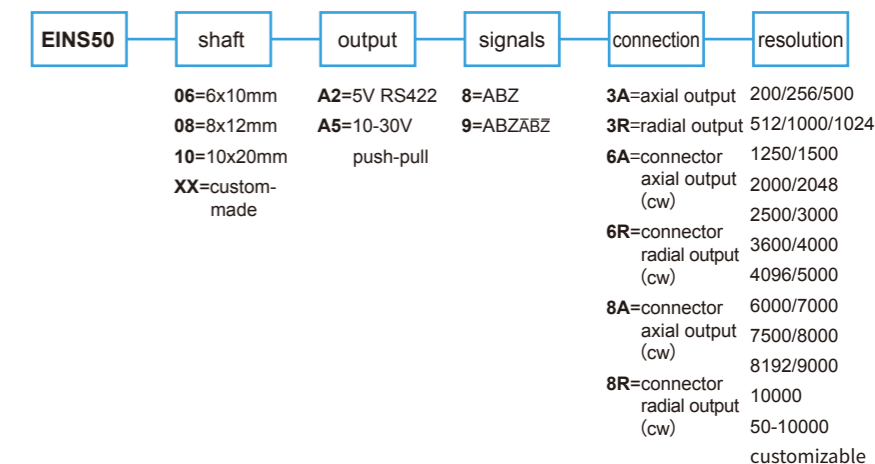 EINS50
shaft
output
signals
connection
resolution
06=6x10mm
08=8x12mm
10=10x20mm
XX=custom-
made
A2=5V RS422
A5=10-30V
push-pull
8=ABZ
9=ABZA̅B̅Z̅
3A=axial output
3R=radial output
6A=connector
axial output
(cw)
6R=connector
radial output
(cw)
8A=connector
axial output
(cw)
8R=connector
radial output
(cw)
200/256/500
512/1000/1024
1250/1500
2000/2048
2500/3000
3600/4000
4096/5000
6000/7000
7500/8000
8192/9000
10000
50-10000
customizable